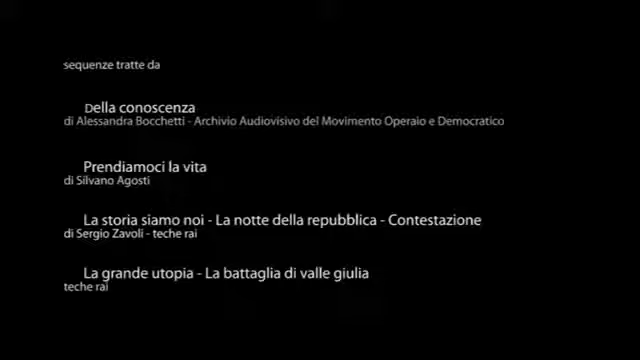 sequenze tratte da
Della conoscenza
di Alessandra Bocchetti - Archivio Audiovisivo del Movimento Operaio e Democratico
Prendiamoci la vita
di Silvano Agosti
La storia siamo noi - La notte della repubblica - Contestazione
di Sergio Zavoli - teche rai
La grande utopia - La battaglia di valle giulia
teche rai